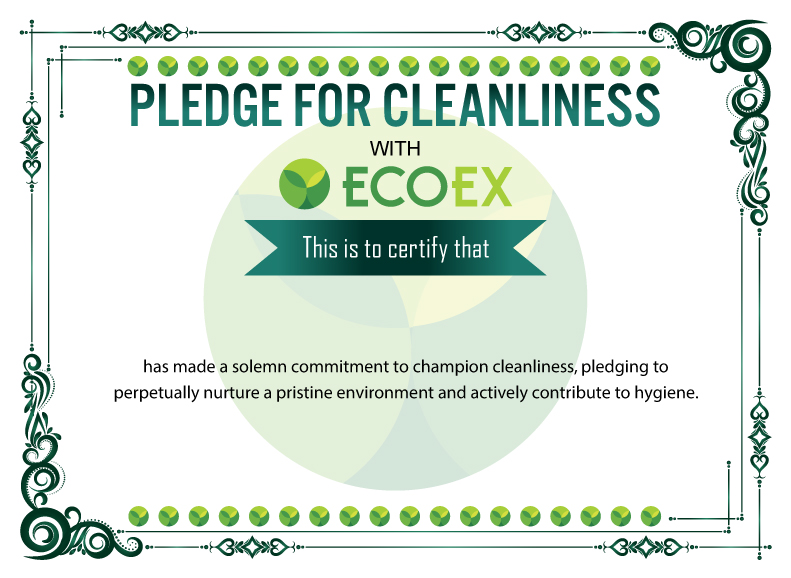 PLEDGE FOR CLEANLINESS
WITH
ECOEX
This is to certify that
has made a solemn commitment to champion cleanliness, pledging to
perpetually nurture a pristine environment and actively contribute to hygiene.